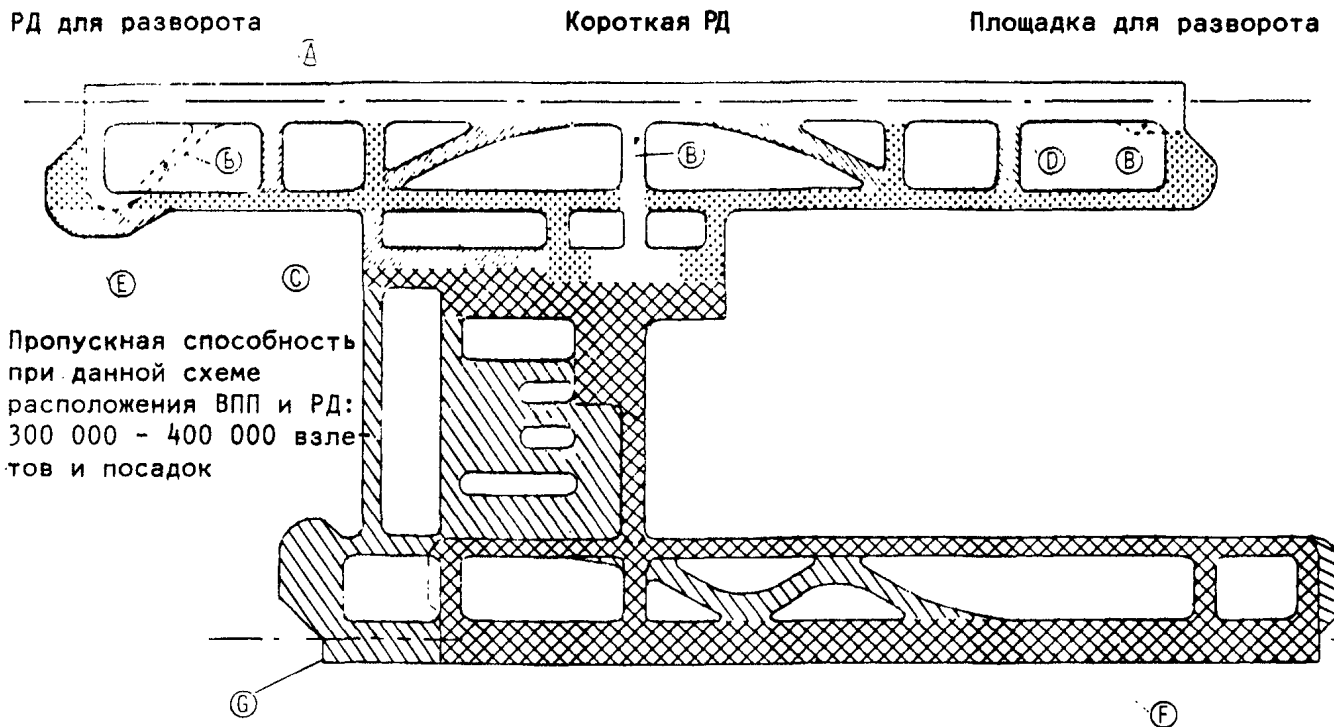 РД для разворота
Короткая РД
Площадка для разворота
A
Б
B
D
B
E
C
Пропускная способность
при данной схеме
расположения ВПП и РД:
300 000 - 400 000 взле-
тов и посадок
G
F